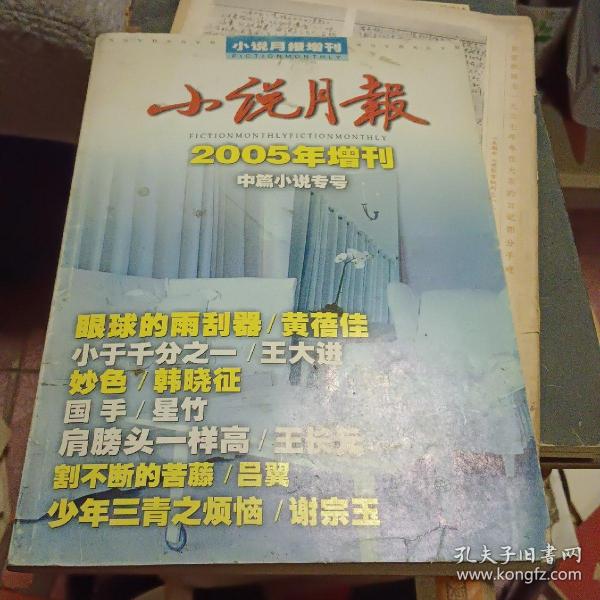 小说月报增刊
FICTIONMONTHLY
小说月報
FICTIONMONTHLYFICTIONMONTHLY
2005年增刊
中篇小说专号
眼球的雨刮器/黄蓓佳
小于千分之一/王大进
妙色/韩晓征
国手/星竹
肩膀头一样高/王长元
割不断的苦藤/吕翼
少年三青之烦恼/谢宗玉
孔夫子旧书网
www.kongfz.com